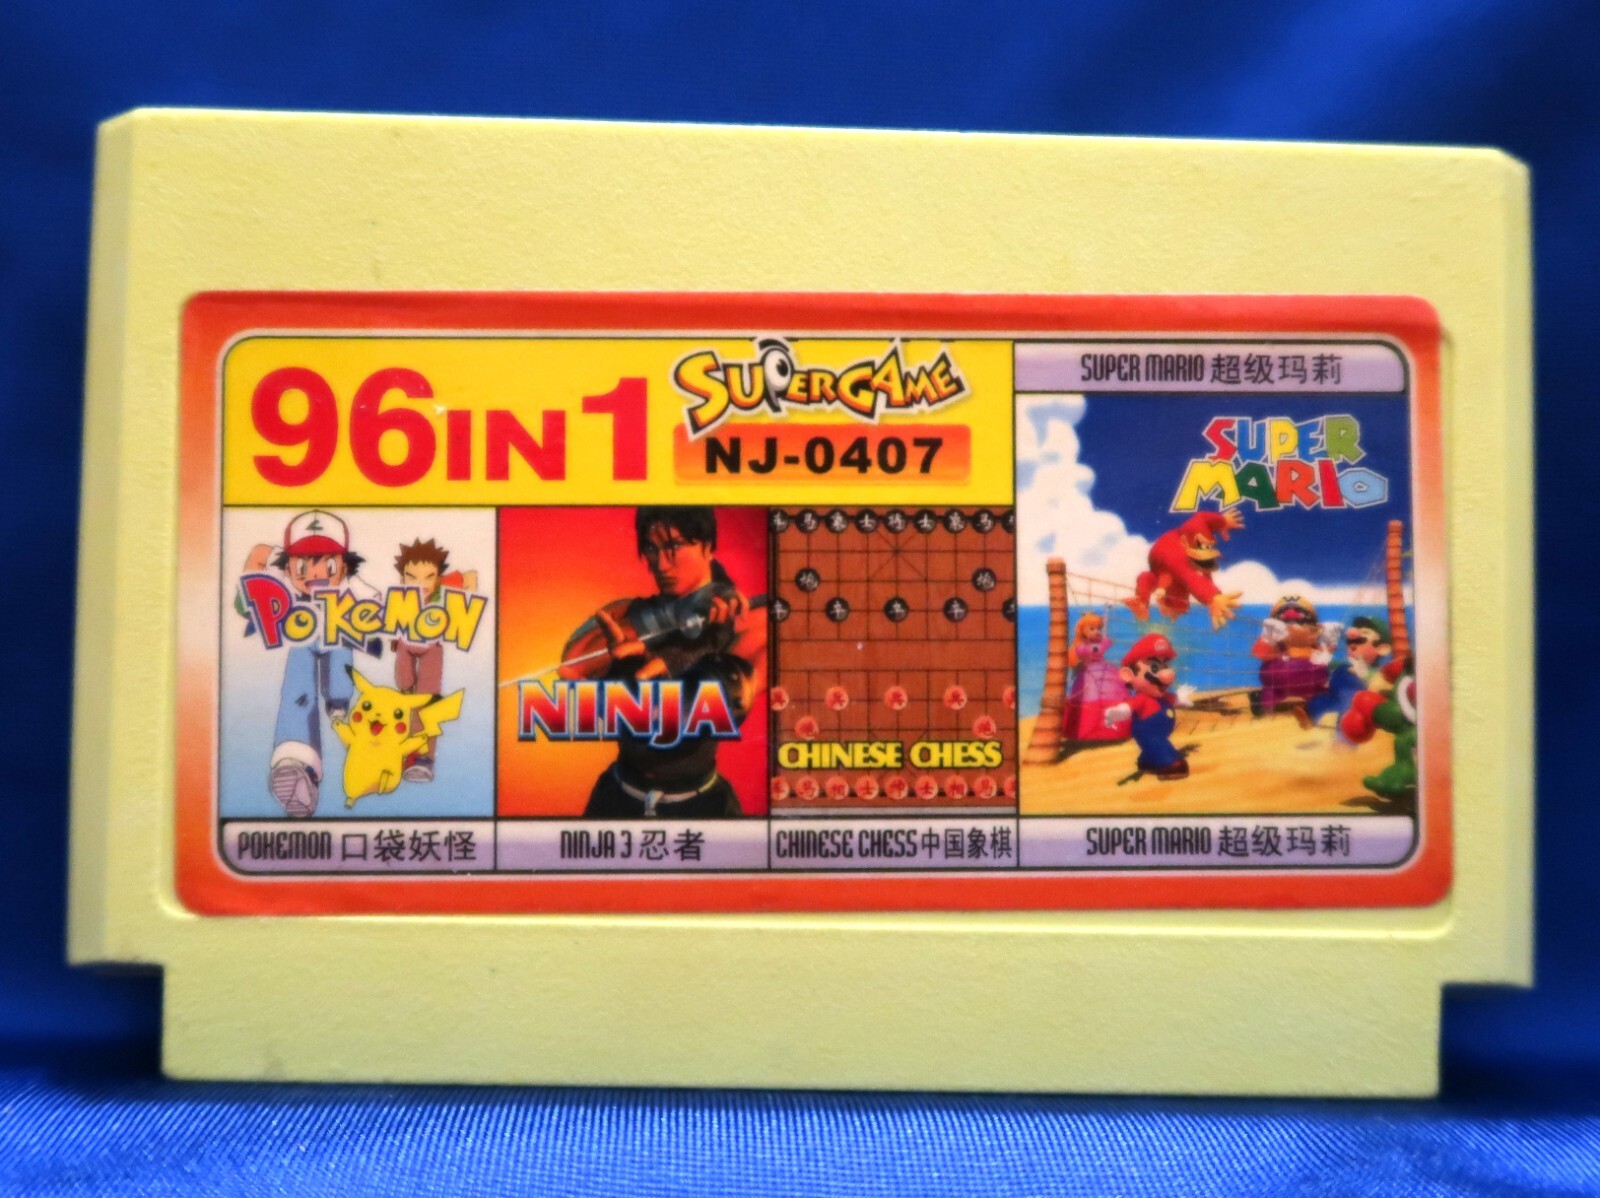 96 IN 1
SUPERGAME
NJ-0407
SUPER MARIO 超级玛莉
SUPER
MARIO
POKéMON
NINJA
CHINESE CHESS
POKEMON 口袋妖怪
NINJA 3 忍者
CHINESE CHESS 中国象棋
SUPER MARIO 超级玛莉